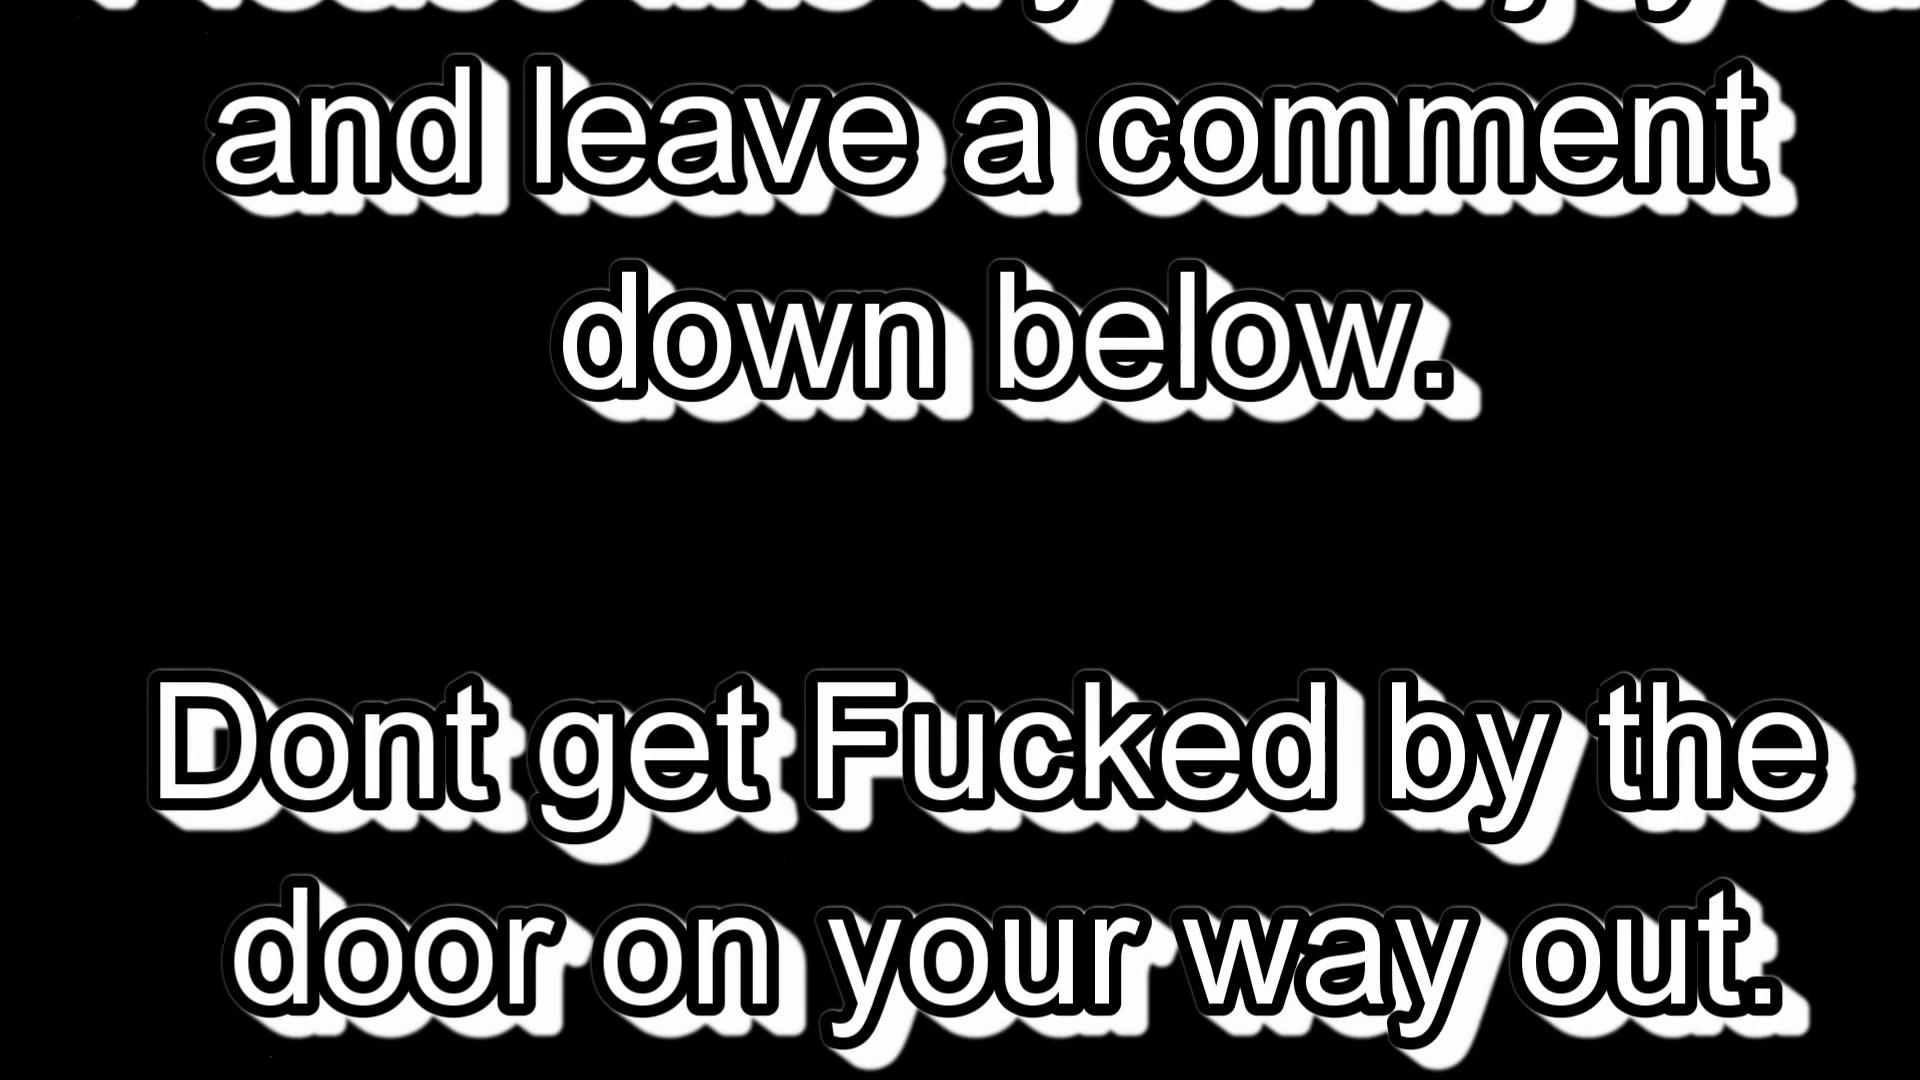 and leave a comment
down below.
Dont get Fucked by the
door on your way out.